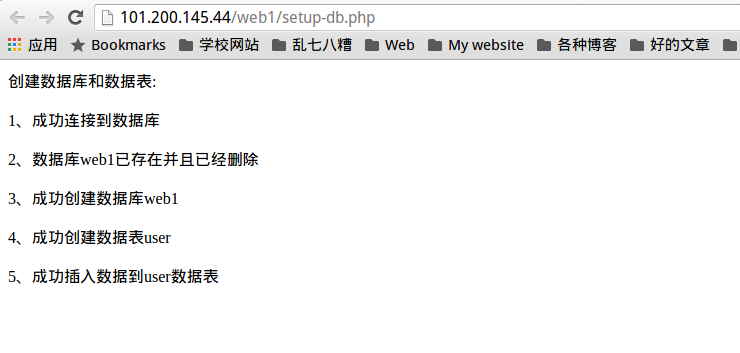 101.200.145.44/web1/setup-db.php
应用 Bookmarks 学校网站 乱七八糟 Web My website 各种博客 好的文章
创建数据库和数据表:
1、成功连接到数据库
2、数据库web1已存在并且已经删除
3、成功创建数据库web1
4、成功创建数据表user
5、成功插入数据到user数据表